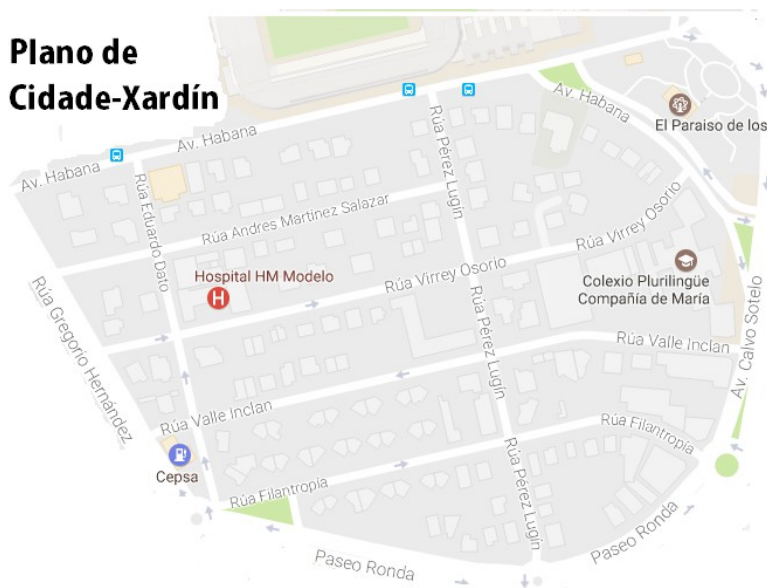 Plano de
Cidade-Xardín
Av. Habana
Av. Habana
Av. Habana
El Paraiso de los
Rúa Pérez Lugín
Rúa Eduardo Dato
Rúa Andres Martinez Salazar
Rúa Virrey Osorio
Hospital HM Modelo
H
Rúa Virrey Osorio
Colexio Plurilingüe
Compañía de María
Rúa Gregorio Hernández
Rúa Pérez Lugín
Av. Calvo Sotelo
Rúa Valle Inclan
Rúa Valle Inclan
Rúa Filantropía
Cepsa
Rúa Pérez Lugín
Rúa Filantropía
Paseo Ronda
Paseo Ronda